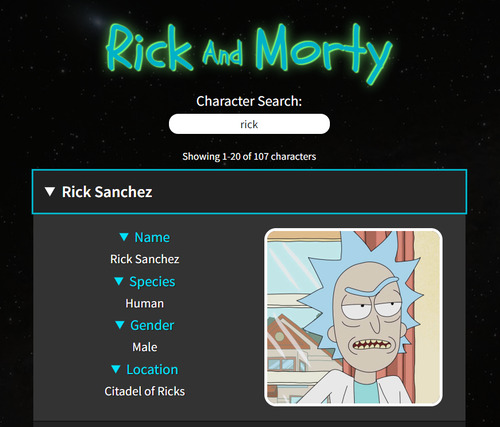 Rick And Morty
Character Search:
rick
Showing 1-20 of 107 characters
▼ Rick Sanchez
▼ Name
Rick Sanchez
▼ Species
Human
▼ Gender
Male
▼ Location
Citadel of Ricks